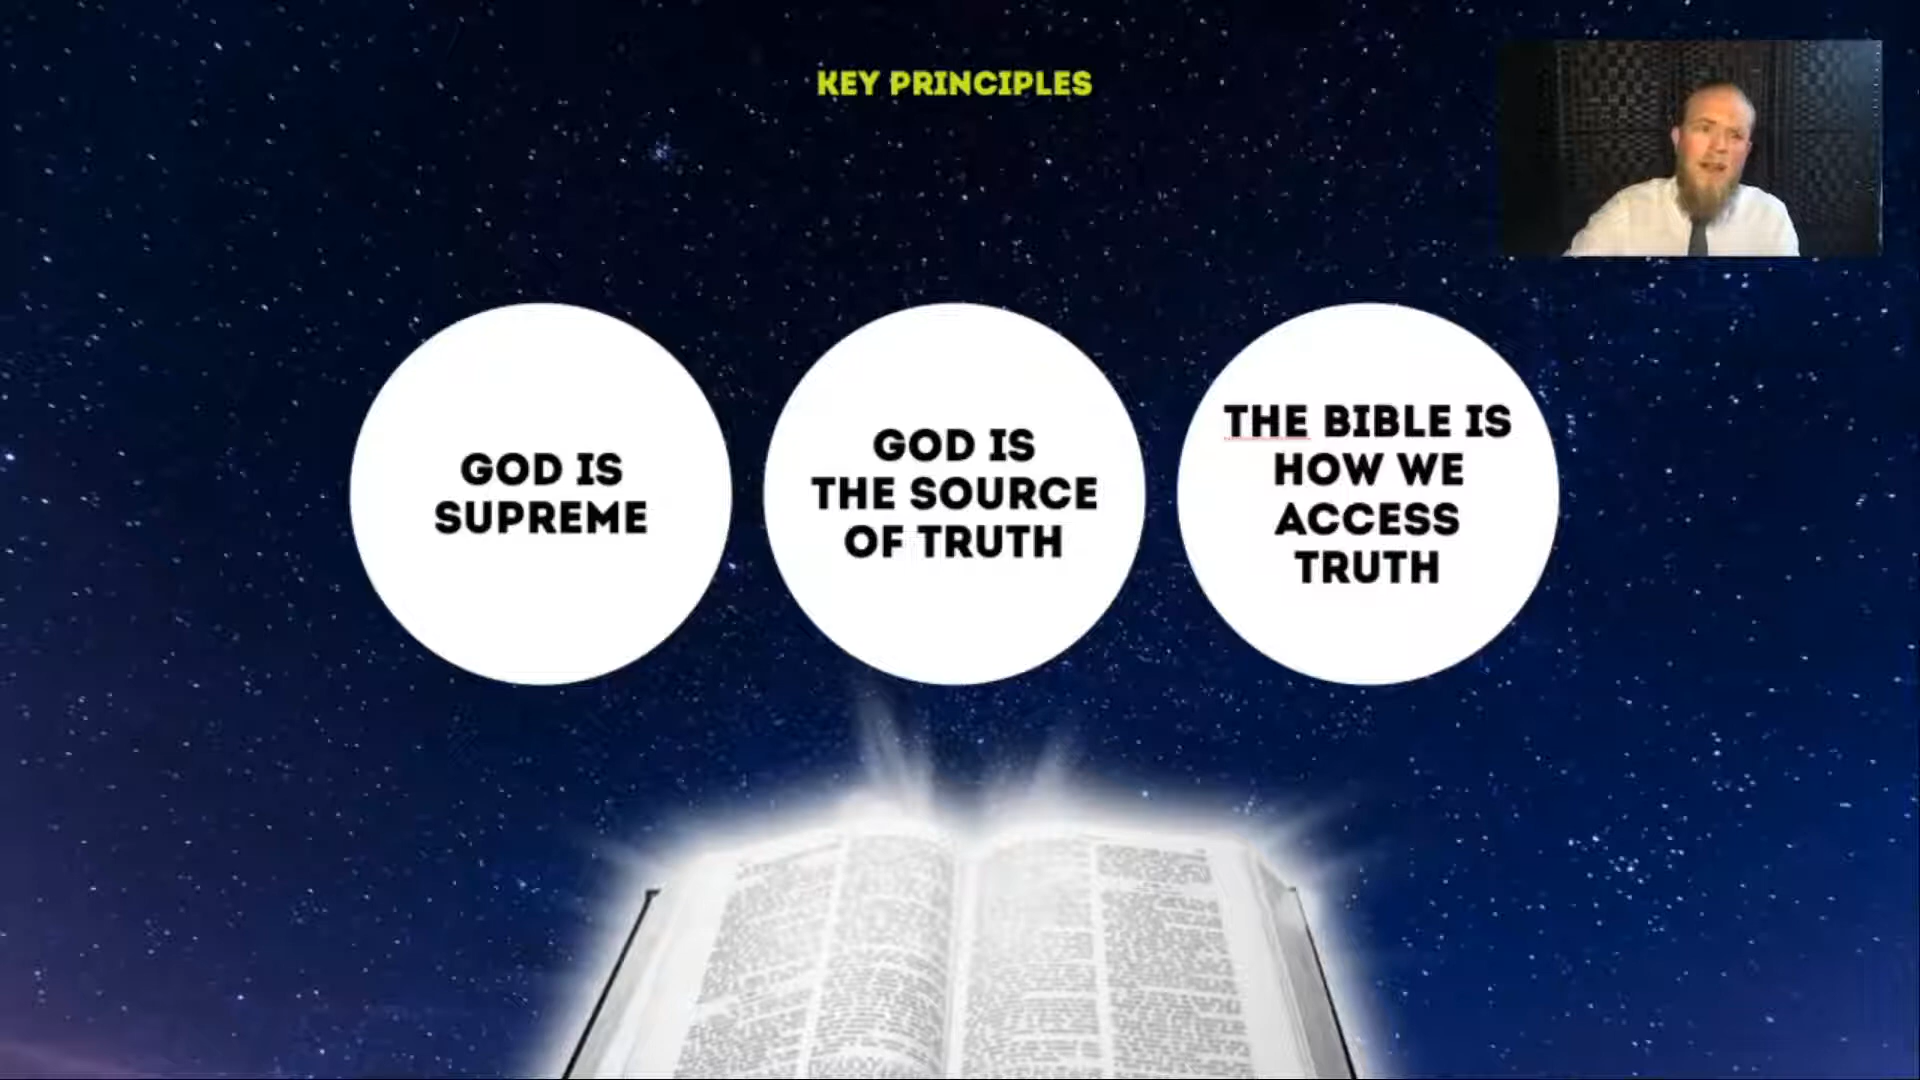 KEY PRINCIPLES
GOD IS
SUPREME
GOD IS
THE SOURCE
OF TRUTH
THE BIBLE IS
HOW WE
ACCESS
TRUTH